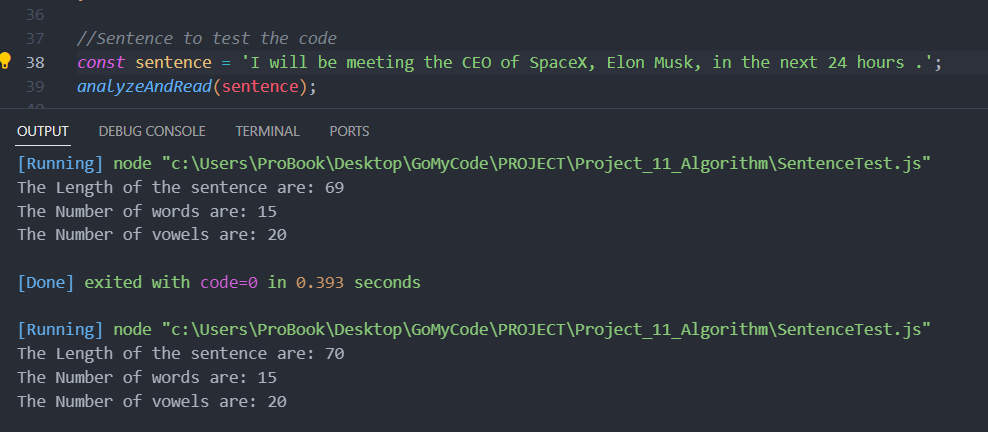 36
37 //Sentence to test the code
38 const sentence = 'I will be meeting the CEO of SpaceX, Elon Musk, in the next 24 hours .';
39 analyzeAndRead(sentence);
40
OUTPUT DEBUG CONSOLE TERMINAL PORTS
[Running] node "c:\Users\ProBook\Desktop\GoMyCode\PROJECT\Project_11_Algorithm\SentenceTest.js"
The Length of the sentence are: 69
The Number of words are: 15
The Number of vowels are: 20
[Done] exited with code=0 in 0.393 seconds
[Running] node "c:\Users\ProBook\Desktop\GoMyCode\PROJECT\Project_11_Algorithm\SentenceTest.js"
The Length of the sentence are: 70
The Number of words are: 15
The Number of vowels are: 20